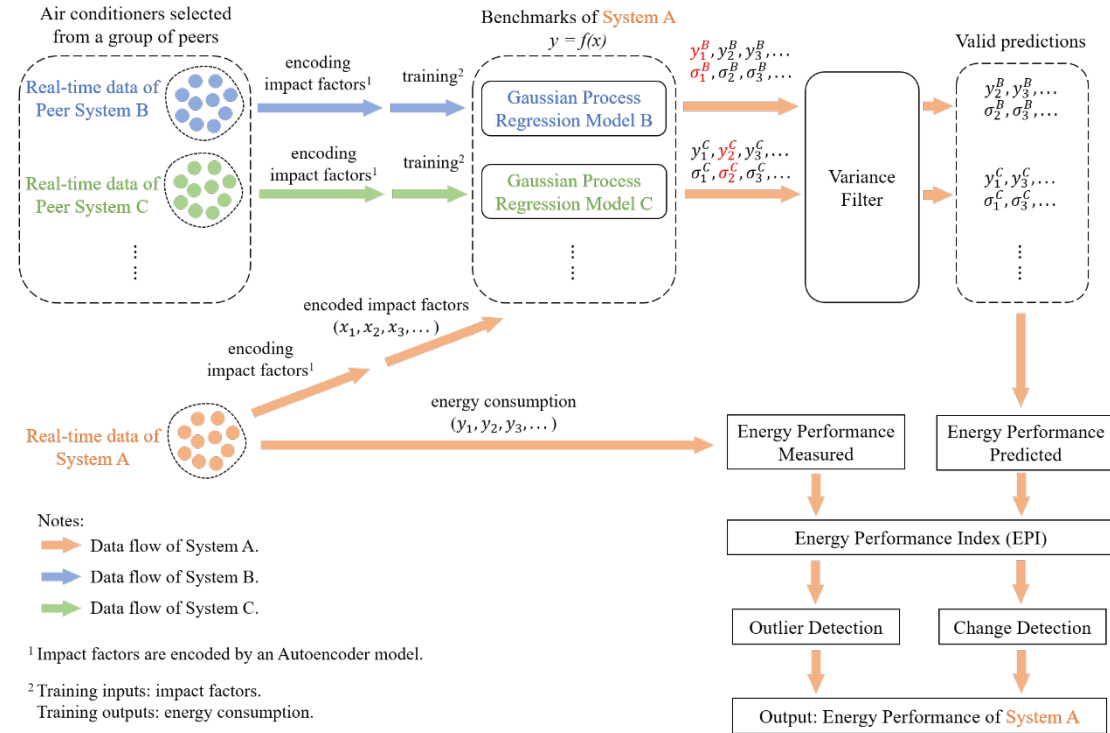 Air conditioners selected
from a group of peers
Real-time data of
Peer System B
Real-time data of
Peer System C
⋮ ⋮
encoding
impact factors¹
training²
encoding
impact factors¹
training²
Benchmarks of System A
y = f(x)
Gaussian Process
Regression Model B
Gaussian Process
Regression Model C
⋮ ⋮
y₁ᴮ, y₂ᴮ, y₃ᴮ, ...
σ₁ᴮ, σ₂ᴮ, σ₃ᴮ, ...
y₁ᶜ, y₂ᶜ, y₃ᶜ, ...
σ₁ᶜ, σ₂ᶜ, σ₃ᶜ, ...
Variance
Filter
Valid predictions
y₂ᴮ, y₃ᴮ, ...
σ₂ᴮ, σ₃ᴮ, ...
y₁ᶜ, y₃ᶜ, ...
σ₁ᶜ, σ₃ᶜ, ...
⋮ ⋮
encoded impact factors
(x₁, x₂, x₃, ... )
encoding
impact factors¹
Real-time data of
System A
energy consumption
(y₁, y₂, y₃, ... )
Energy Performance
Measured
Energy Performance
Predicted
Energy Performance Index (EPI)
Outlier Detection
Change Detection
Output: Energy Performance of System A
Notes:
Data flow of System A.
Data flow of System B.
Data flow of System C.
¹ Impact factors are encoded by an Autoencoder model.
² Training inputs: impact factors.
Training outputs: energy consumption.